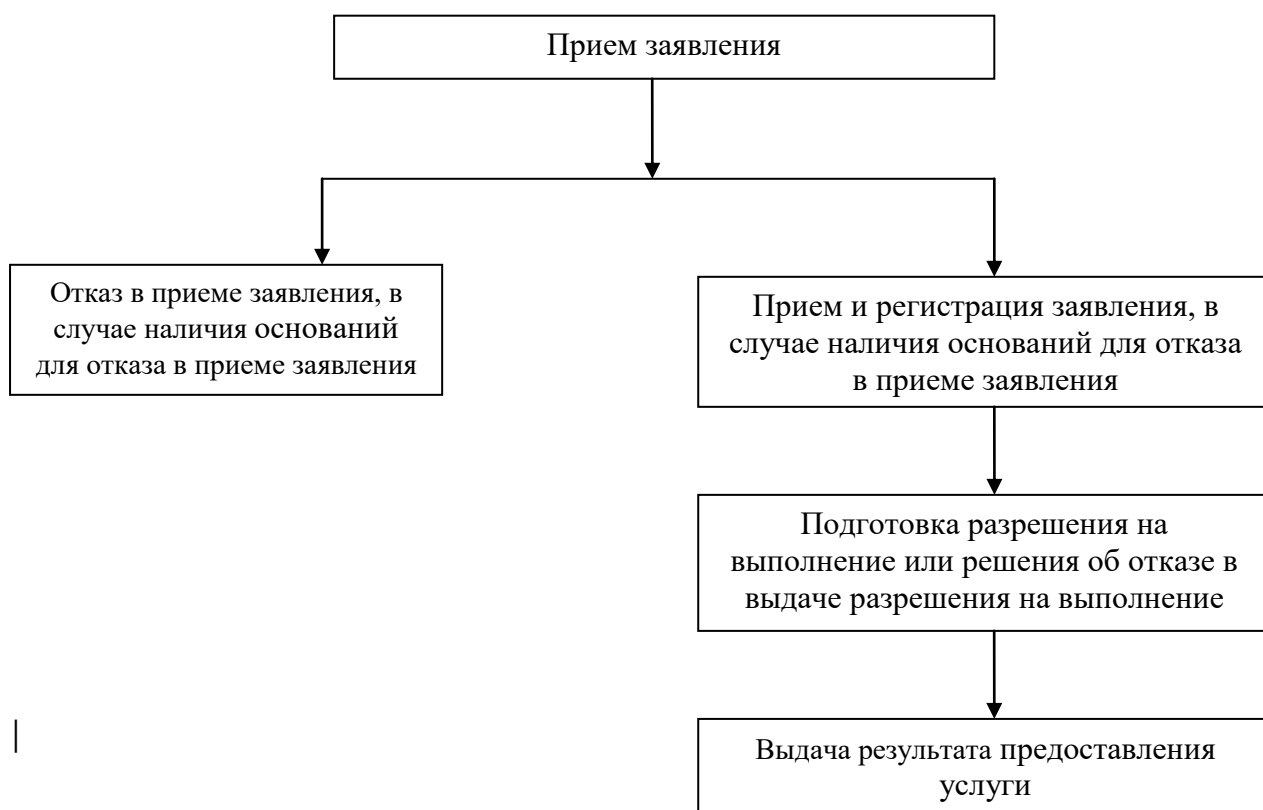 Прием заявления
Отказ в приеме заявления, в
случае наличия оснований
для отказа в приеме заявления
Прием и регистрация заявления, в
случае наличия оснований для отказа
в приеме заявления
Подготовка разрешения на
выполнение или решения об отказе в
выдаче разрешения на выполнение
Выдача результата предоставления
услуги